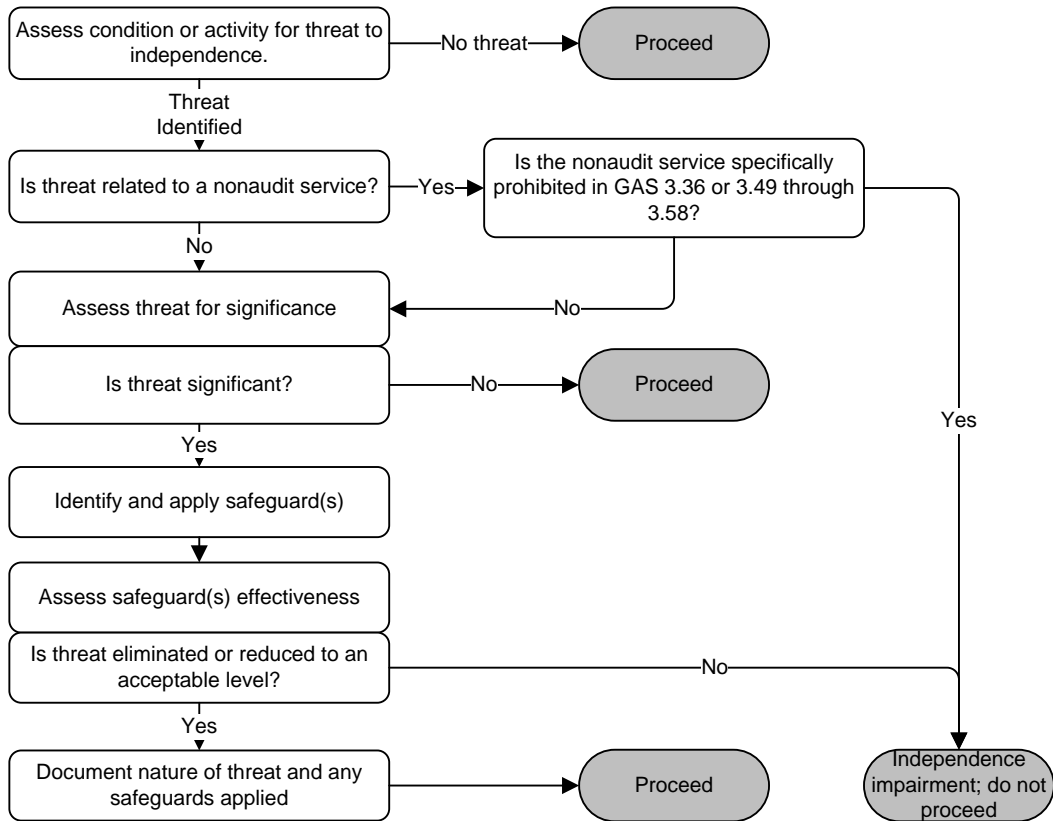 Assess condition or activity for threat to
independence.
No threat
Proceed
Threat
Identified
Is threat related to a nonaudit service?
Yes
Is the nonaudit service specifically
prohibited in GAS 3.36 or 3.49 through
3.58?
No
Assess threat for significance
No
Is threat significant?
No
Proceed
Yes
Yes
Identify and apply safeguard(s)
Assess safeguard(s) effectiveness
Is threat eliminated or reduced to an
acceptable level?
No
Yes
Document nature of threat and any
safeguards applied
Proceed
Independence
impairment; do not
proceed